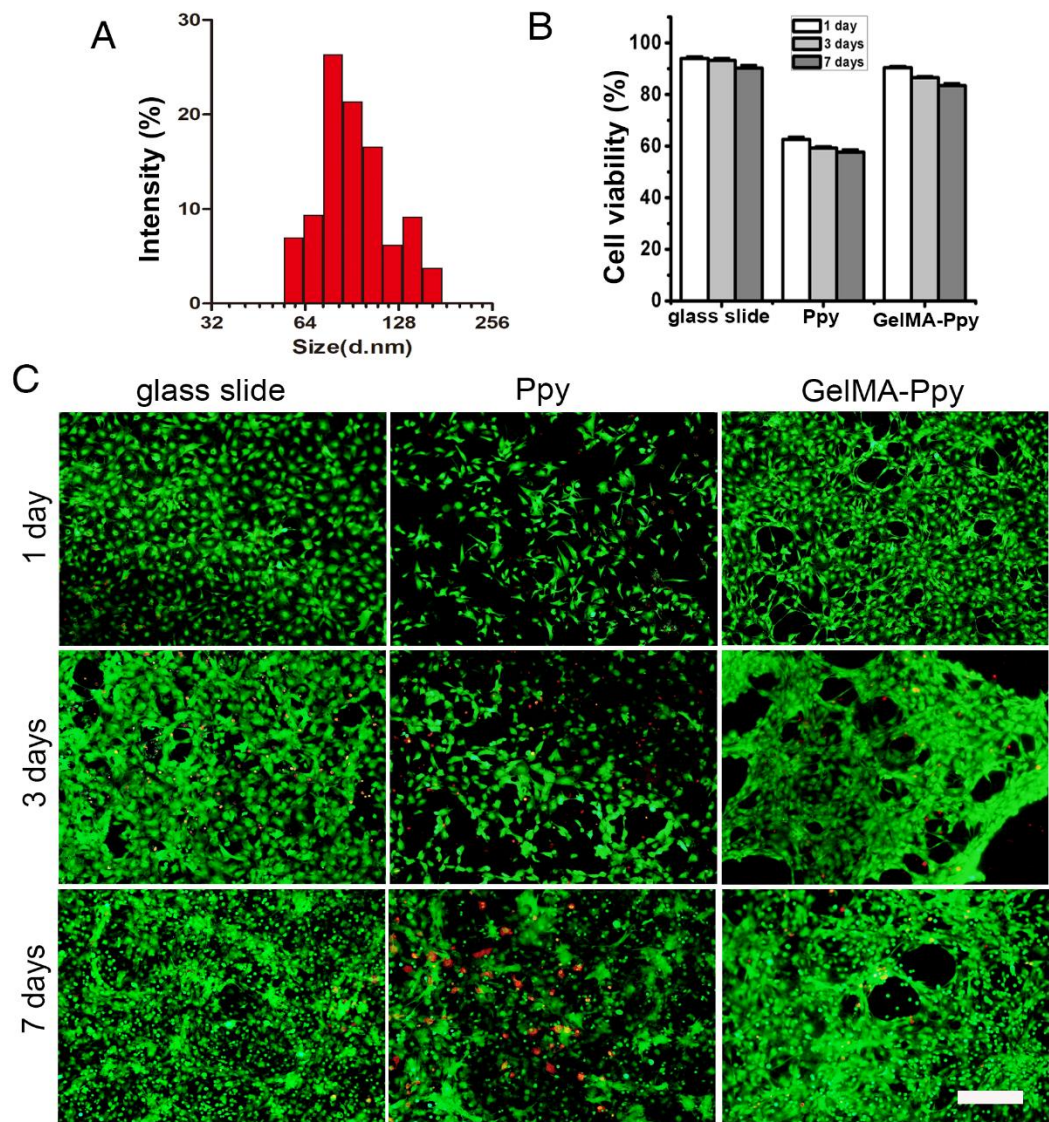 A
30
20
10
0
Intensity (%)
32
64
128
256
Size(d.nm)
B
1 day
3 days
7 days
100
80
60
40
20
0
Cell viability (%)
glass slide
Ppy
GelMA-Ppy
C
glass slide
Ppy
GelMA-Ppy
1 day
3 days
7 days